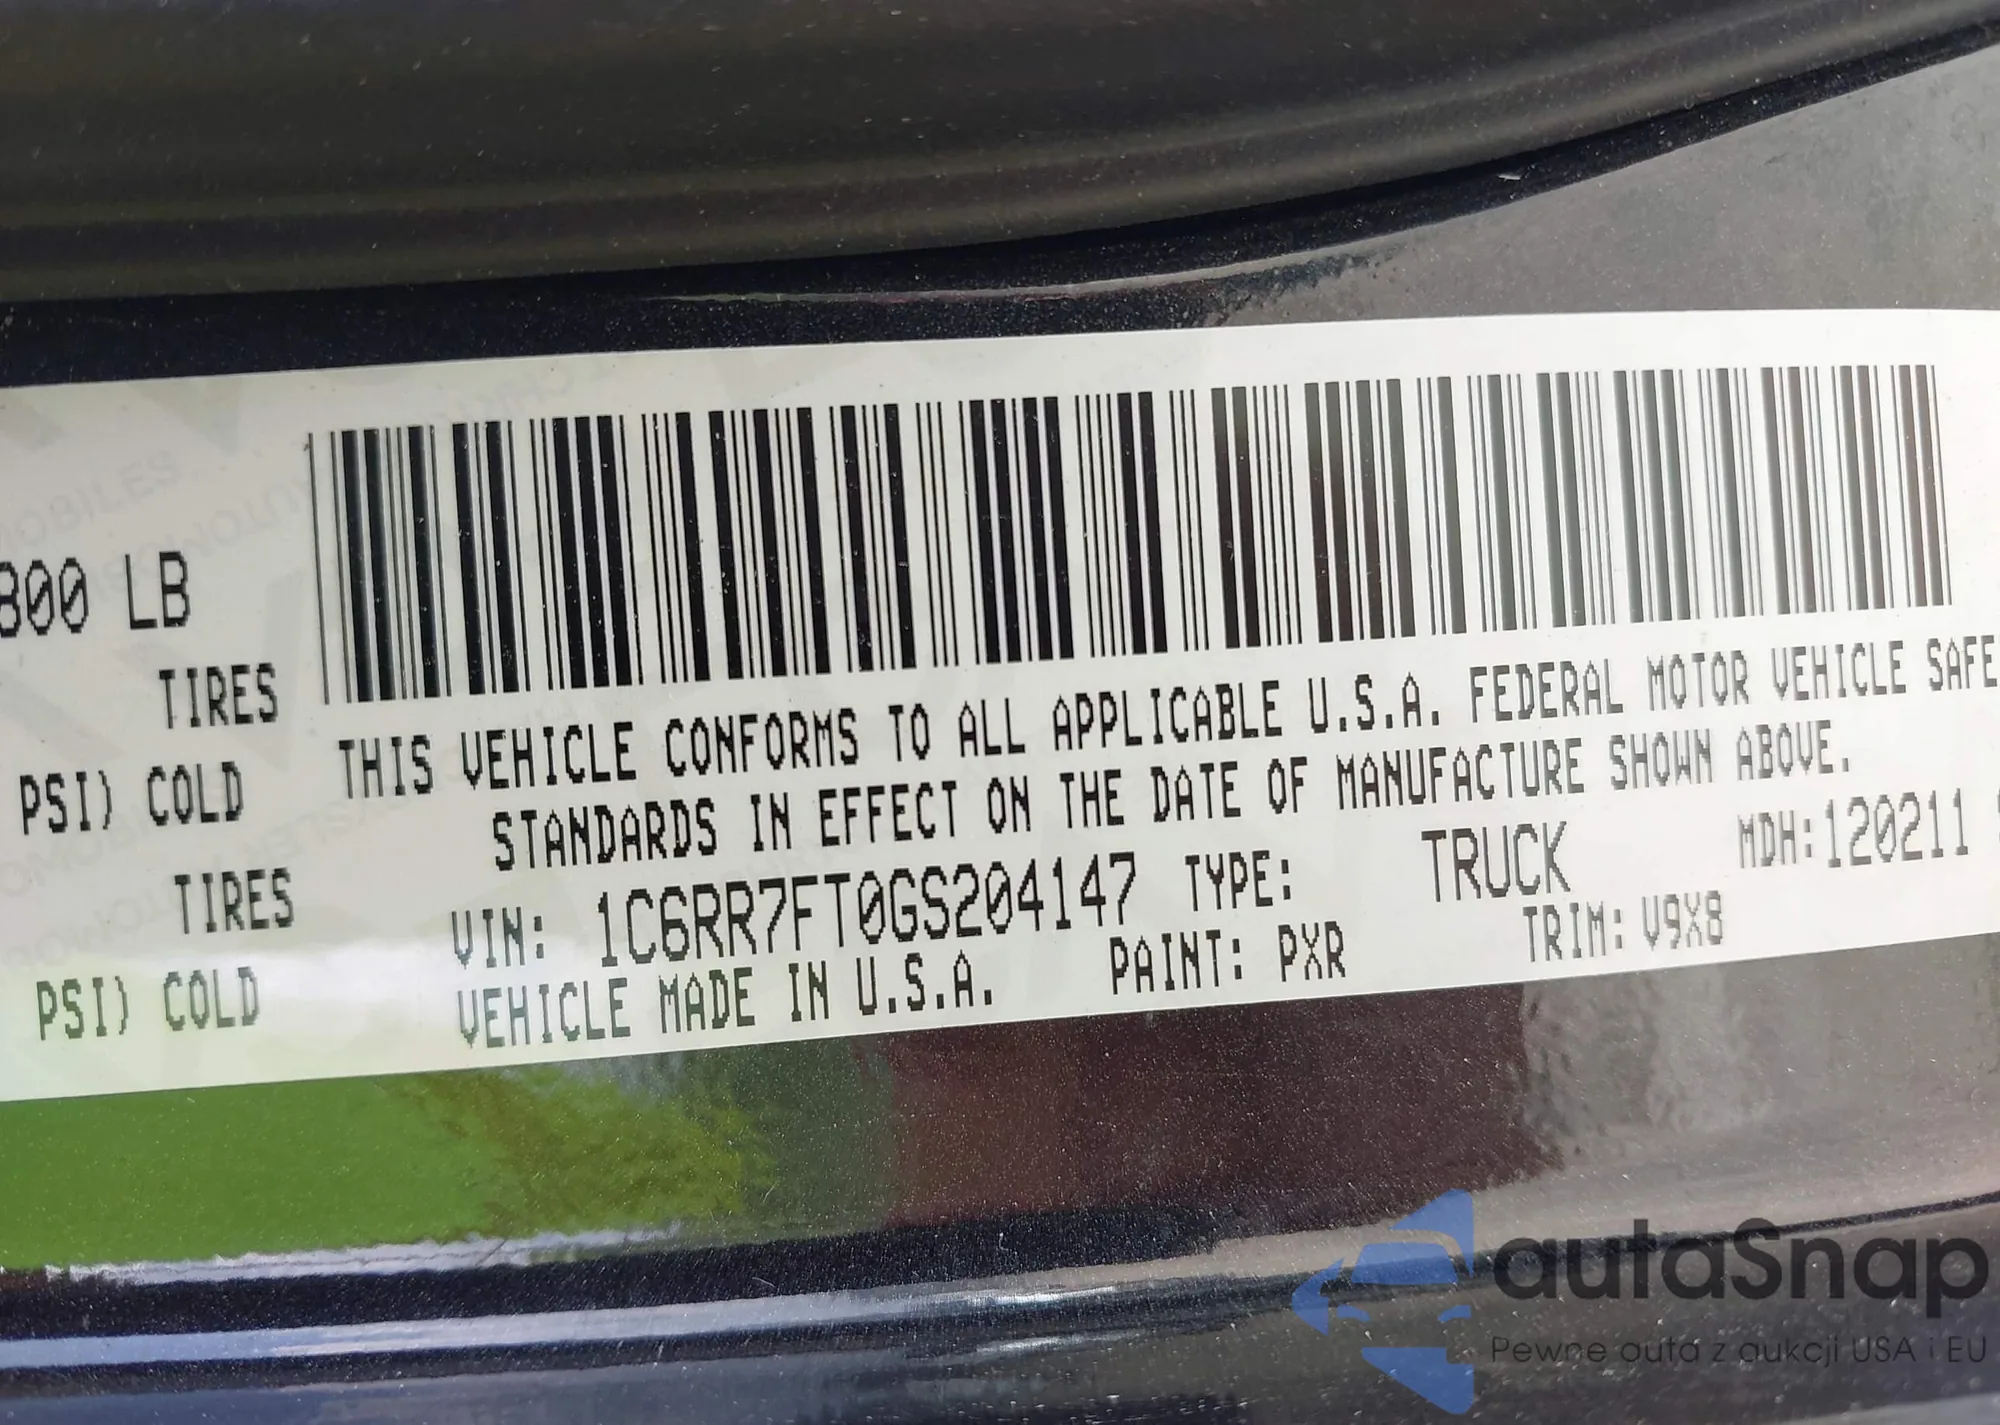 800 LB
TIRES
PSI) COLD
TIRES
PSI) COLD
THIS VEHICLE CONFORMS TO ALL APPLICABLE U.S.A. FEDERAL MOTOR VEHICLE SAFE
STANDARDS IN EFFECT ON THE DATE OF MANUFACTURE SHOWN ABOVE.
VIN: 1C6RR7FT0GS204147 TYPE: TRUCK MDH:120211
VEHICLE MADE IN U.S.A. PAINT: PXR TRIM: V9X8
autaSnap
Pewne auta z aukcji USA i EU